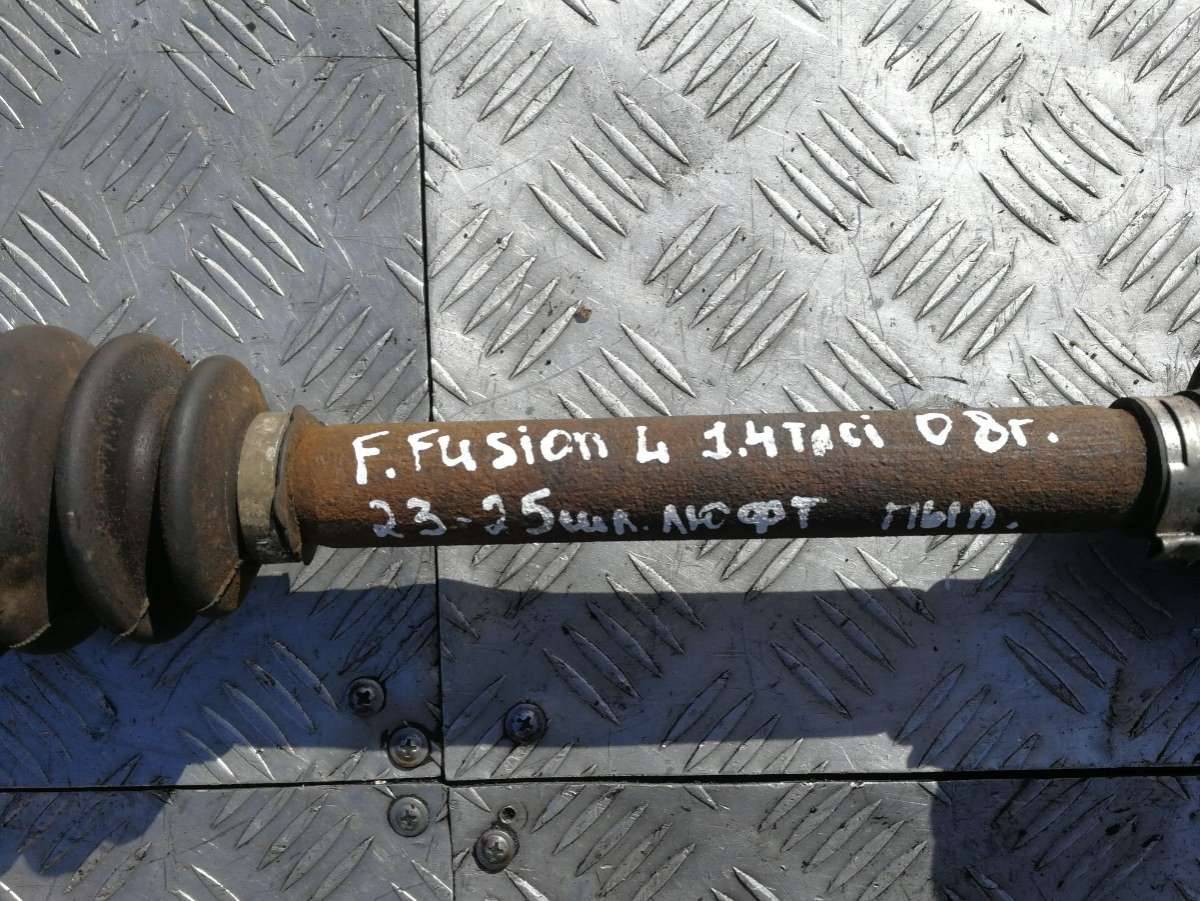 F. Fusion L 1.4TDCi 08г.
23-25шл. люфт пыл.